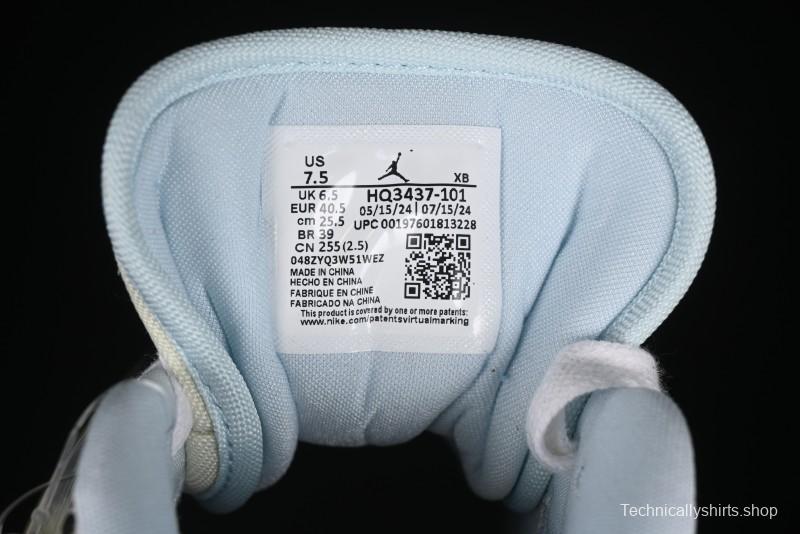 US
7.5 XB
UK 6.5 HQ3437-101
EUR 40.5 05/15/24 | 07/15/24
cm 25.5 UPC 00197601813228
BR 39
CN 255 (2.5)
048ZYQ3W51WEZ
MADE IN CHINA
HECHO EN CHINA
FABRIQUE EN CHINE
FABRICADO NA CHINA
This product is covered by one or more patents:
www.nike.com/patentsvirtualmarking
Technicallyshirts.shop